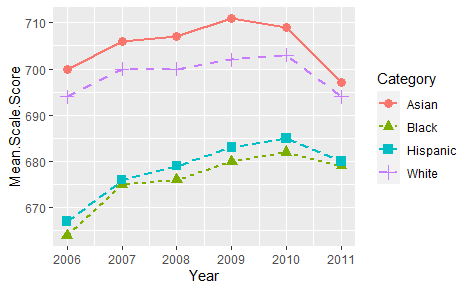 710
700
690
680
670
Mean.Scale.Score
2006 2007 2008 2009 2010 2011
Year
Category
Asian
Black
Hispanic
White